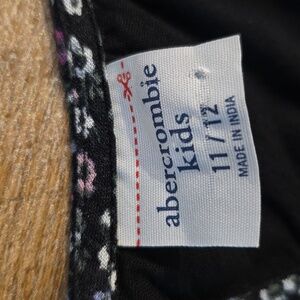 abercrombie
kids
11 / 12
MADE IN INDIA